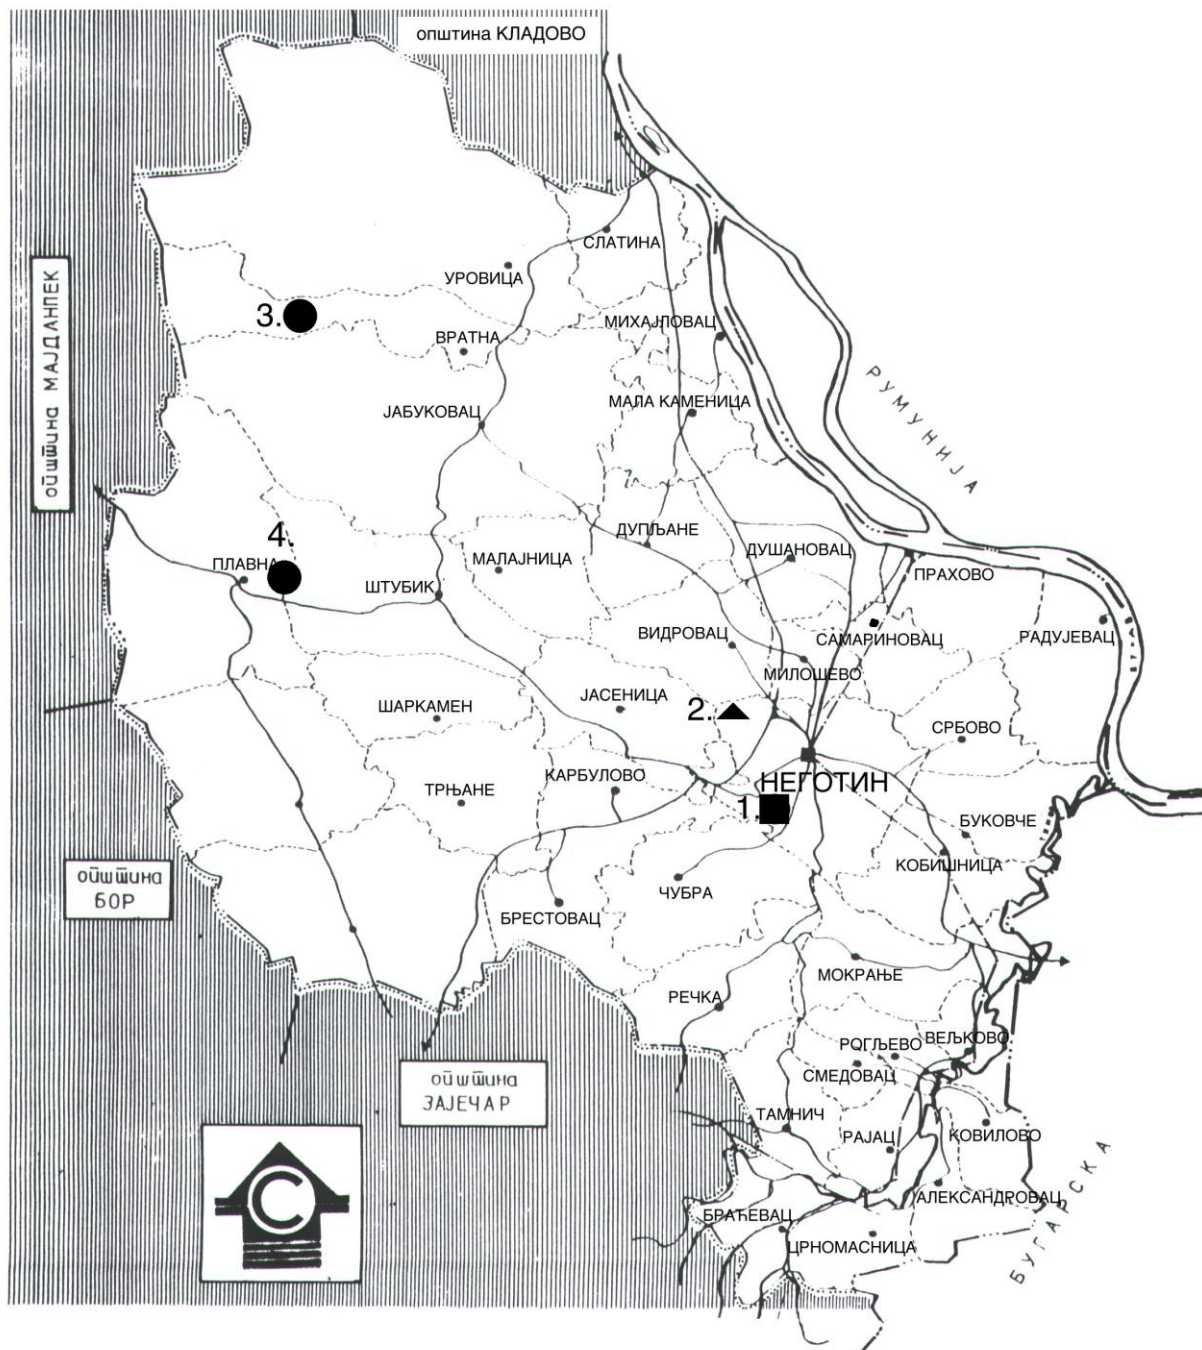 општина КЛАДОВО
СЛАТИНА
УРОВИЦА
3.
МИХАЈЛОВАЦ
ВРАТНА
општина МАЈДАНПЕК
РУМУНИЈА
ЈАБУКОВАЦ
МАЛА КАМЕНИЦА
4.
ДУПЉАНЕ
ДУШАНОВАЦ
ПЛАВНА
МАЛАЈНИЦА
ПРАХОВО
ШТУБИК
ВИДРОВАЦ
САМАРИНОВАЦ
РАДУЈЕВАЦ
МИЛОШЕВО
ЈАСЕНИЦА
ШАРКАМЕН
2.
СРБОВО
КАРБУЛОВО
НЕГОТИН
ТРЊАНЕ
1.
БУКОВЧЕ
КОБИШНИЦА
општина
БОР
ЧУБРА
БРЕСТОВАЦ
МОКРАЊЕ
РЕЧКА
ВЕЉКОВО
РОГЉЕВО
СМЕДОВАЦ
општина
ЗАЈЕЧАР
ТАМНИЧ
РАЈАЦ
КОВИЛОВО
С
АЛЕКСАНДРОВАЦ
БРАЋЕВАЦ
ЦРНОМАСНИЦА
БУГАРСКА